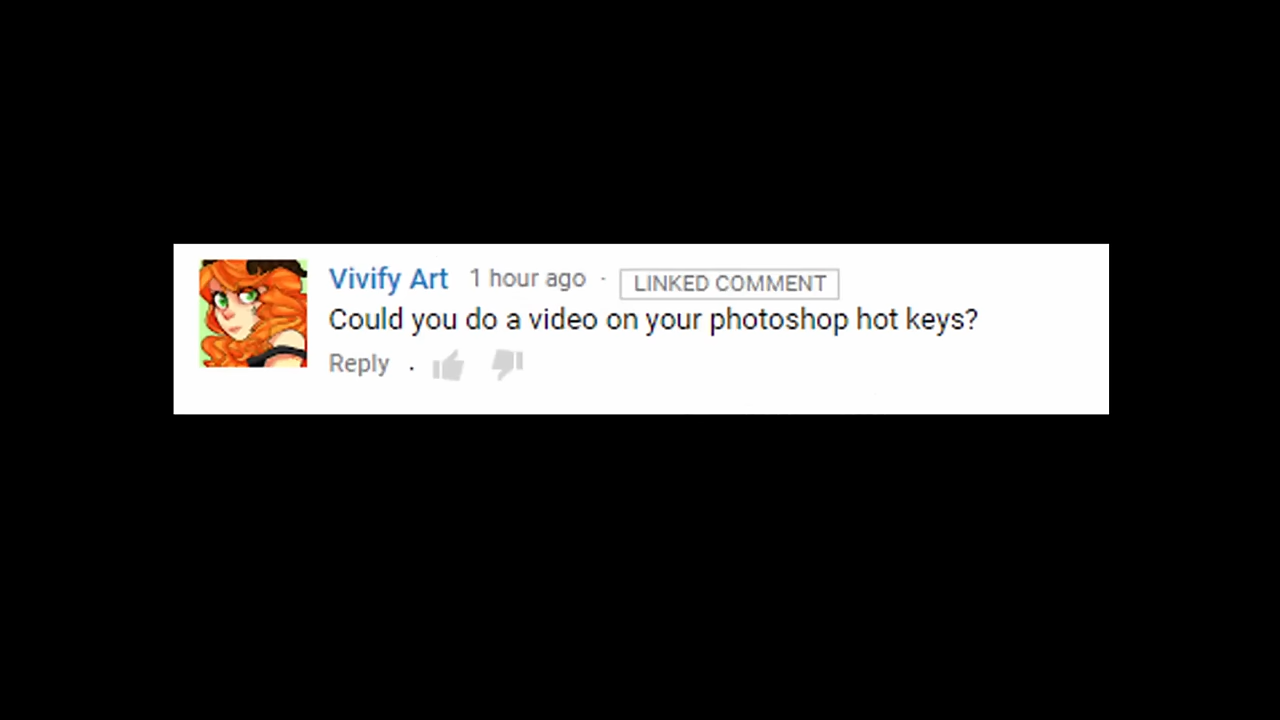 Vivify Art 1 hour ago · LINKED COMMENT
Could you do a video on your photoshop hot keys?
Reply .